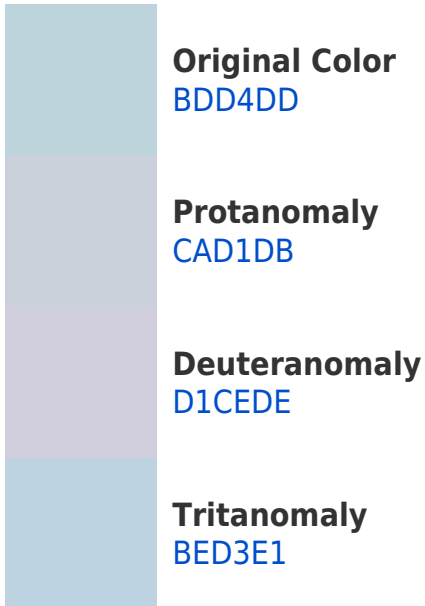 Original Color
BDD4DD
Protanomaly
CAD1DB
Deuteranomaly
D1CEDE
Tritanomaly
BED3E1